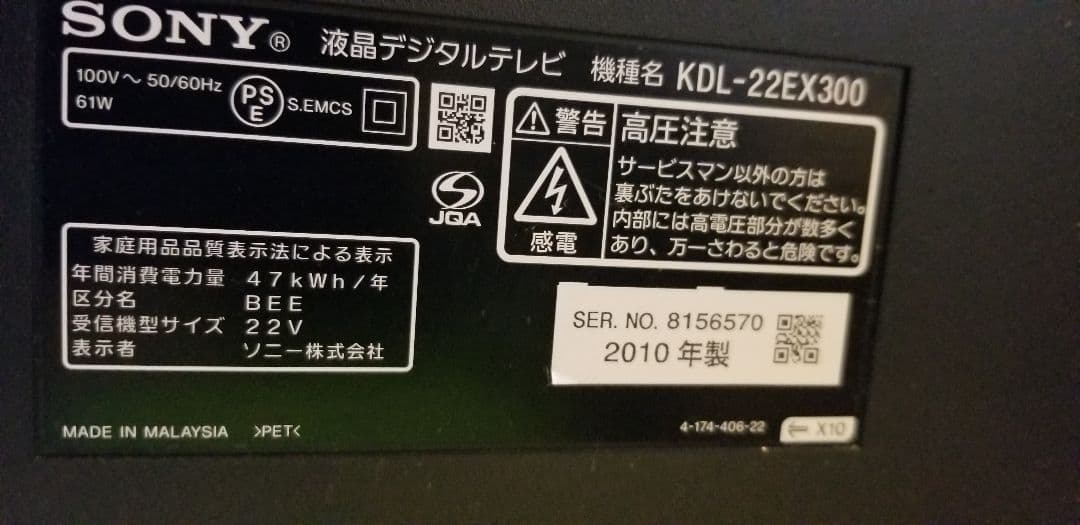 SONY® 液晶デジタルテレビ 機種名 KDL-22EX300
100V～ 50/60Hz
61W
PS
E
S.EMCS
JQA
警告 高圧注意
感電
サービスマン以外の方は
裏ぶたをあけないでください。
内部には高電圧部分が数多く
あり、万一さわると危険です。
家庭用品品質表示法による表示
年間消費電力量 47kWh/年
区分名 BEE
受信機型サイズ 22V
表示者 ソニー株式会社
SER. NO. 8156570
2010 年製
MADE IN MALAYSIA >PET<
4-174-406-22 ⇐ X10